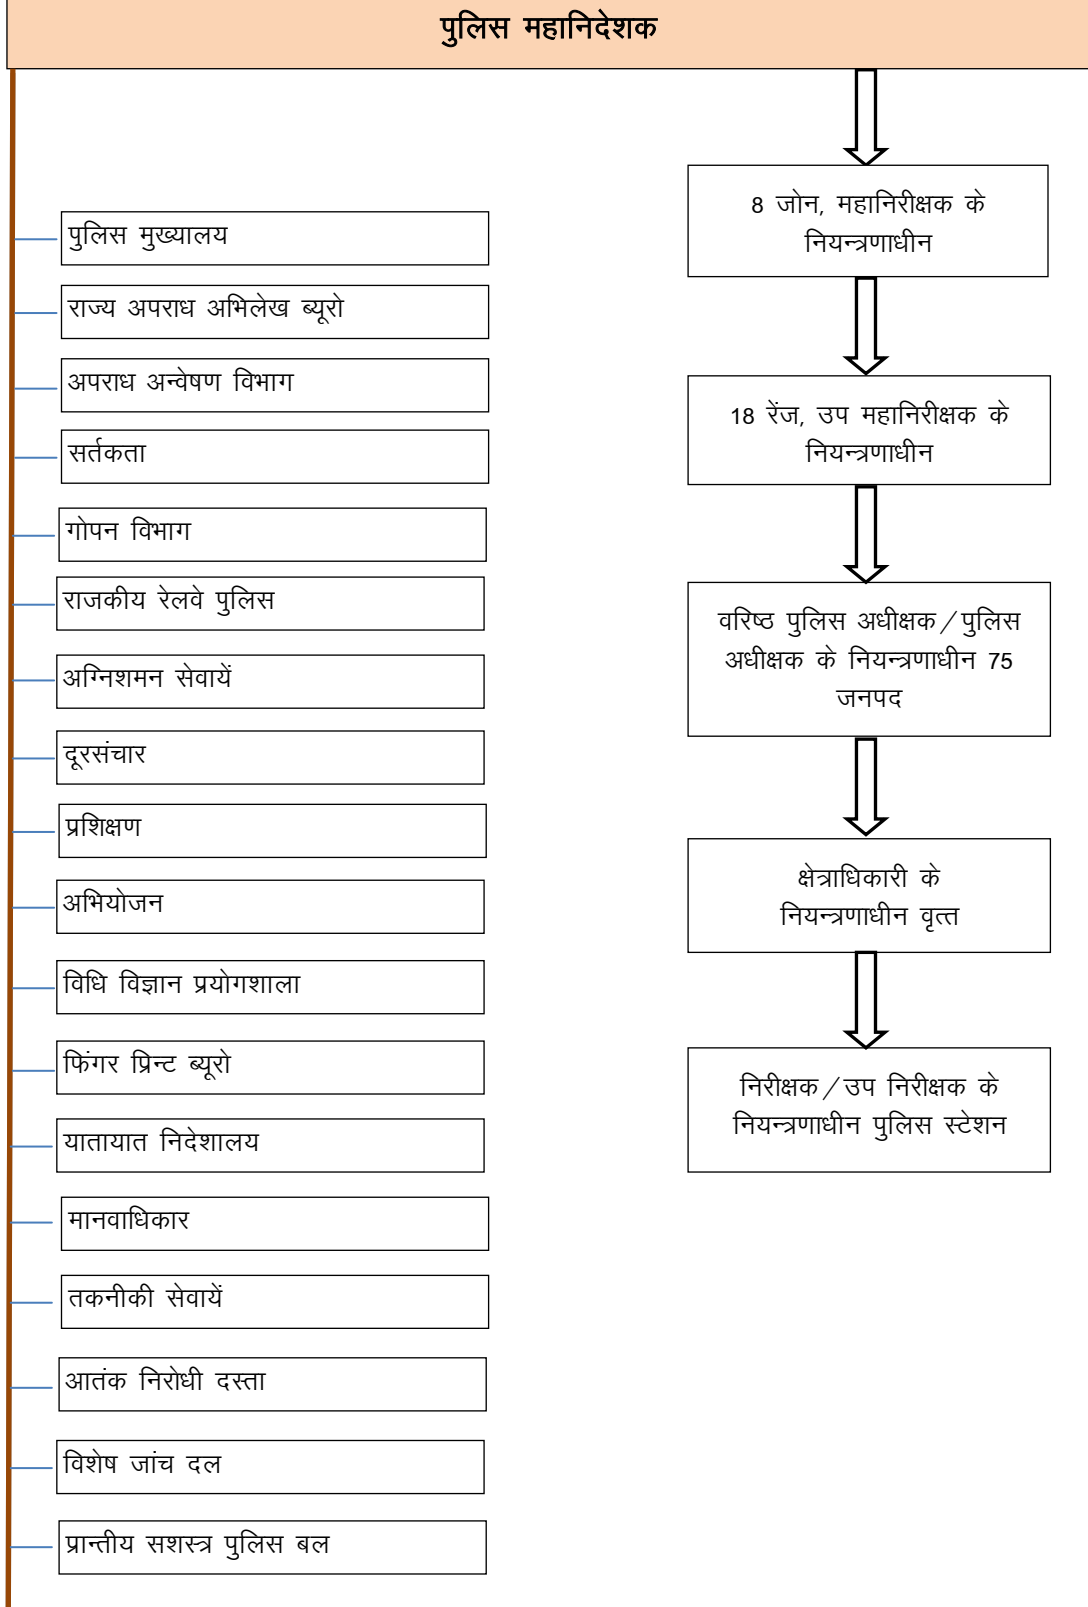 पुलिस महानिदेशक
पुलिस मुख्यालय
राज्य अपराध अभिलेख ब्यूरो
अपराध अन्वेषण विभाग
सर्तकता
गोपन विभाग
राजकीय रेलवे पुलिस
अग्निशमन सेवायें
दूरसंचार
प्रशिक्षण
अभियोजन
विधि विज्ञान प्रयोगशाला
फिंगर प्रिन्ट ब्यूरो
यातायात निदेशालय
मानवाधिकार
तकनीकी सेवायें
आतंक निरोधी दस्ता
विशेष जांच दल
प्रान्तीय सशस्त्र पुलिस बल
8 जोन, महानिरीक्षक के
नियन्त्रणाधीन
18 रेंज, उप महानिरीक्षक के
नियन्त्रणाधीन
वरिष्ठ पुलिस अधीक्षक/पुलिस
अधीक्षक के नियन्त्रणाधीन 75
जनपद
क्षेत्राधिकारी के
नियन्त्रणाधीन वृत्त
निरीक्षक/उप निरीक्षक के
नियन्त्रणाधीन पुलिस स्टेशन